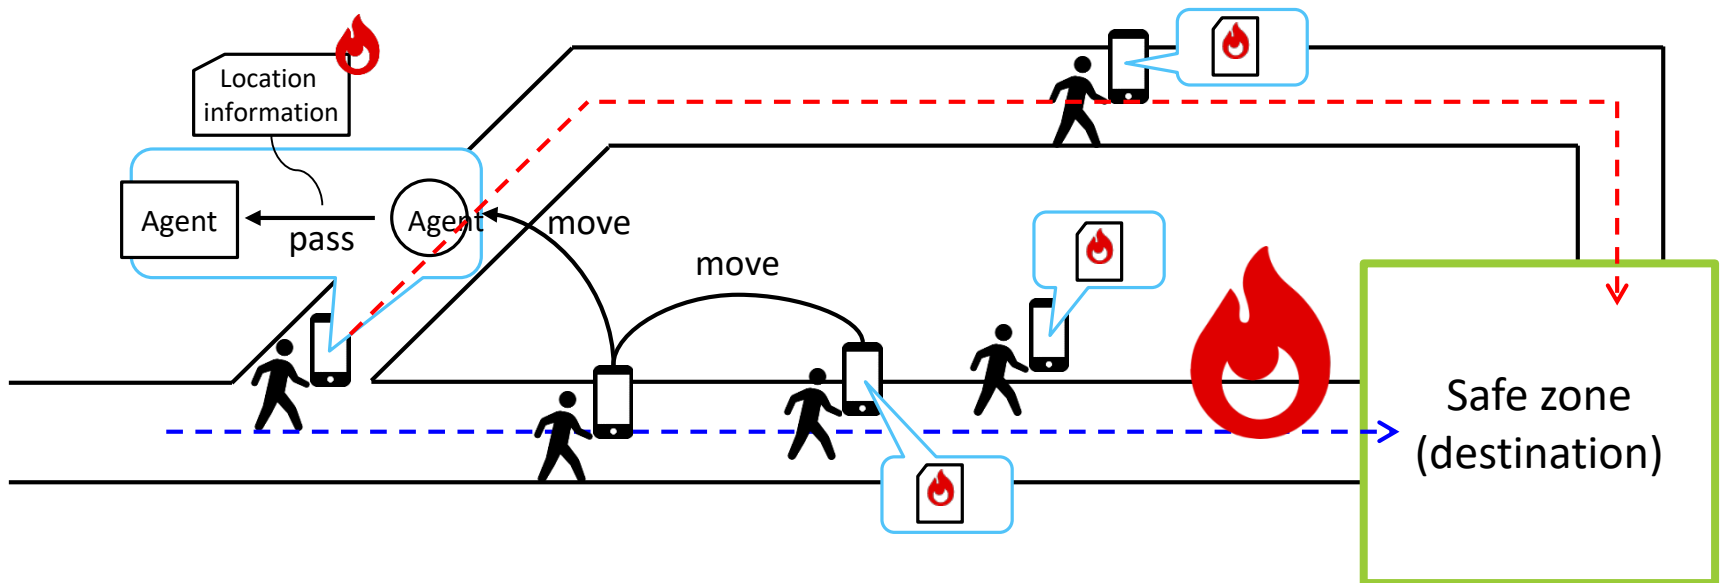 Location
information
Agent
Agent
pass
move
move
Safe zone
(destination)